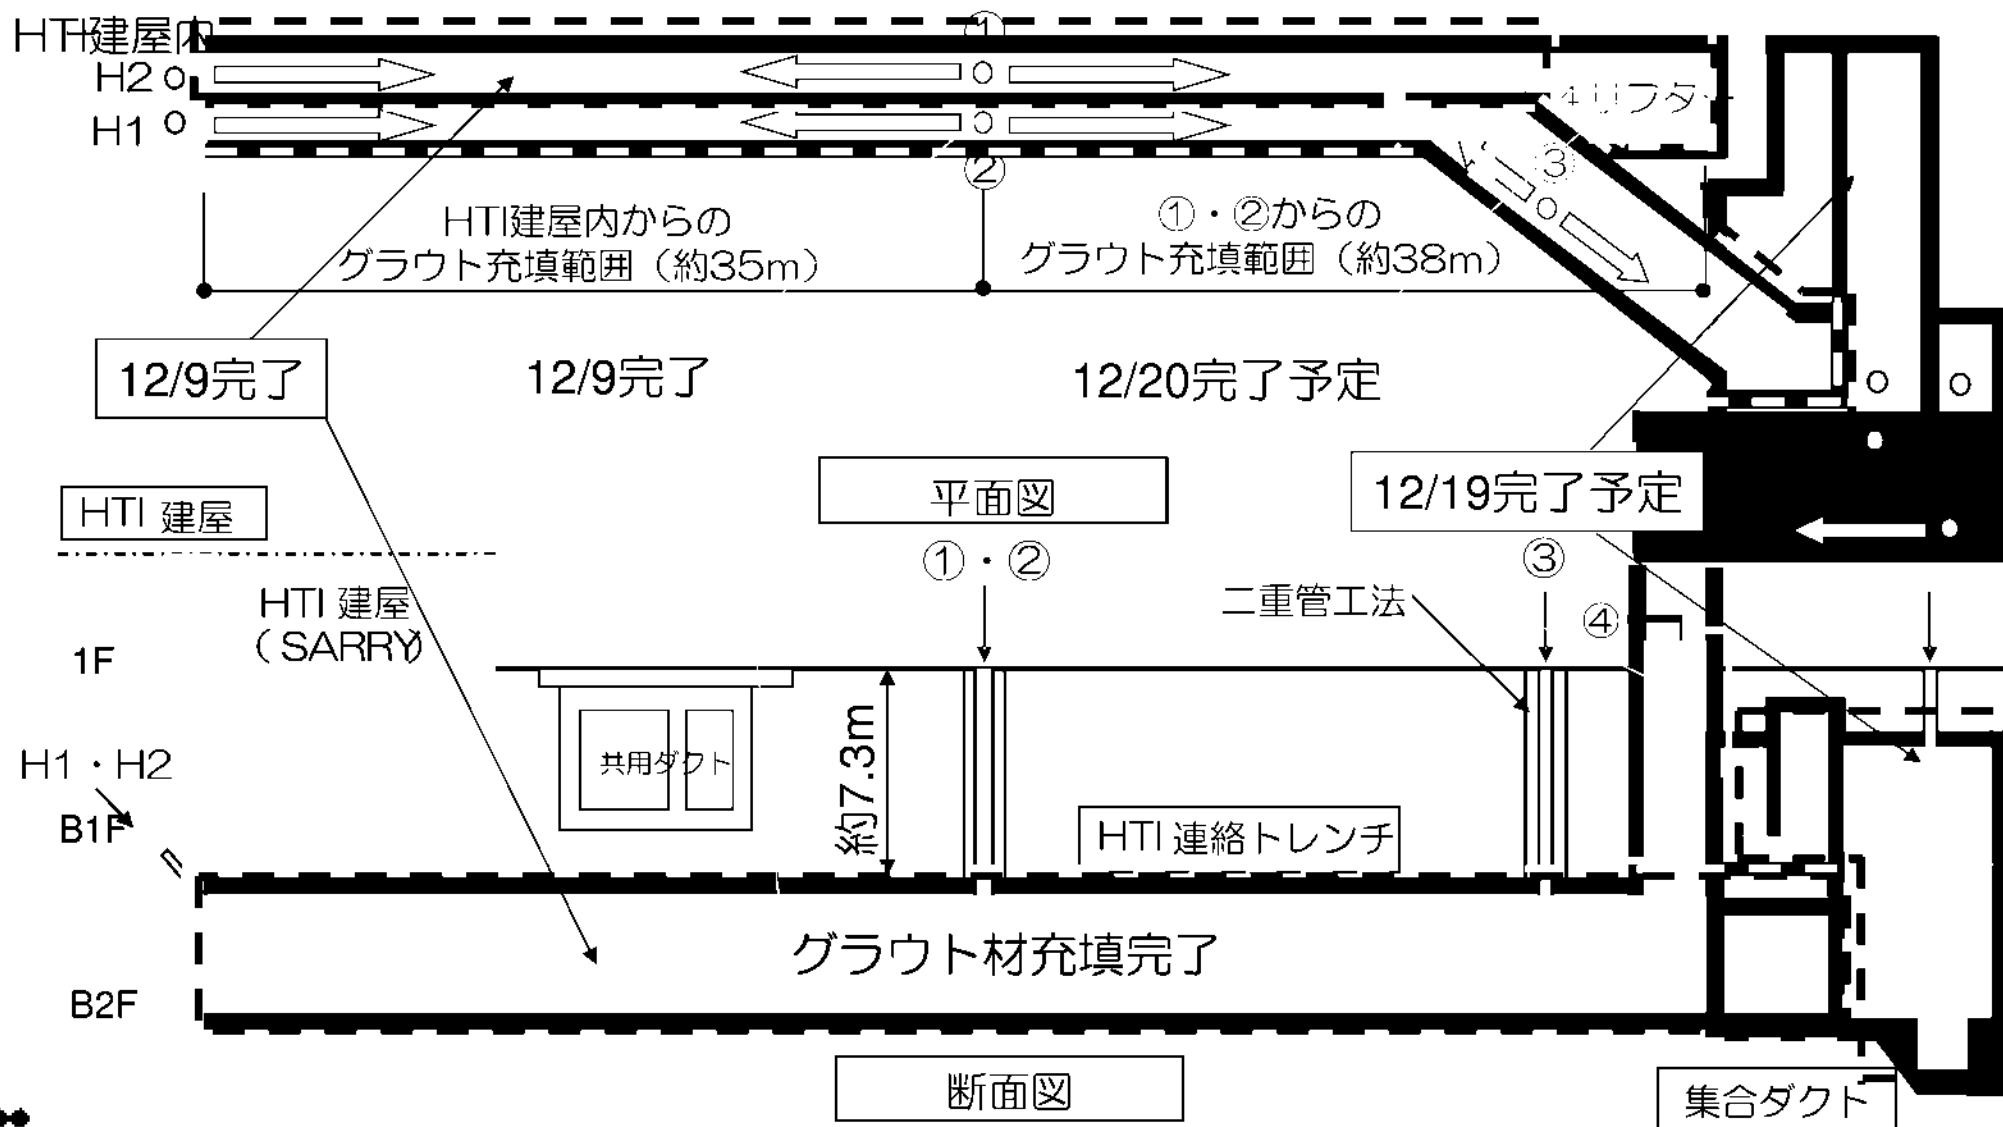 HTI建屋内
①
H2
④リフター
H1
③
②
HTI建屋内からの
グラウト充填範囲（約35m）
①・②からの
グラウト充填範囲（約38m）
12/9完了
12/9完了
12/20完了予定
平面図
12/19完了予定
HTI 建屋
①・②
③
HTI 建屋
（SARRY）
二重管工法
④
1F
共用ダクト
約7.3m
H1・H2
B1F
HTI 連絡トレンチ
グラウト材充填完了
B2F
断面図
集合ダクト